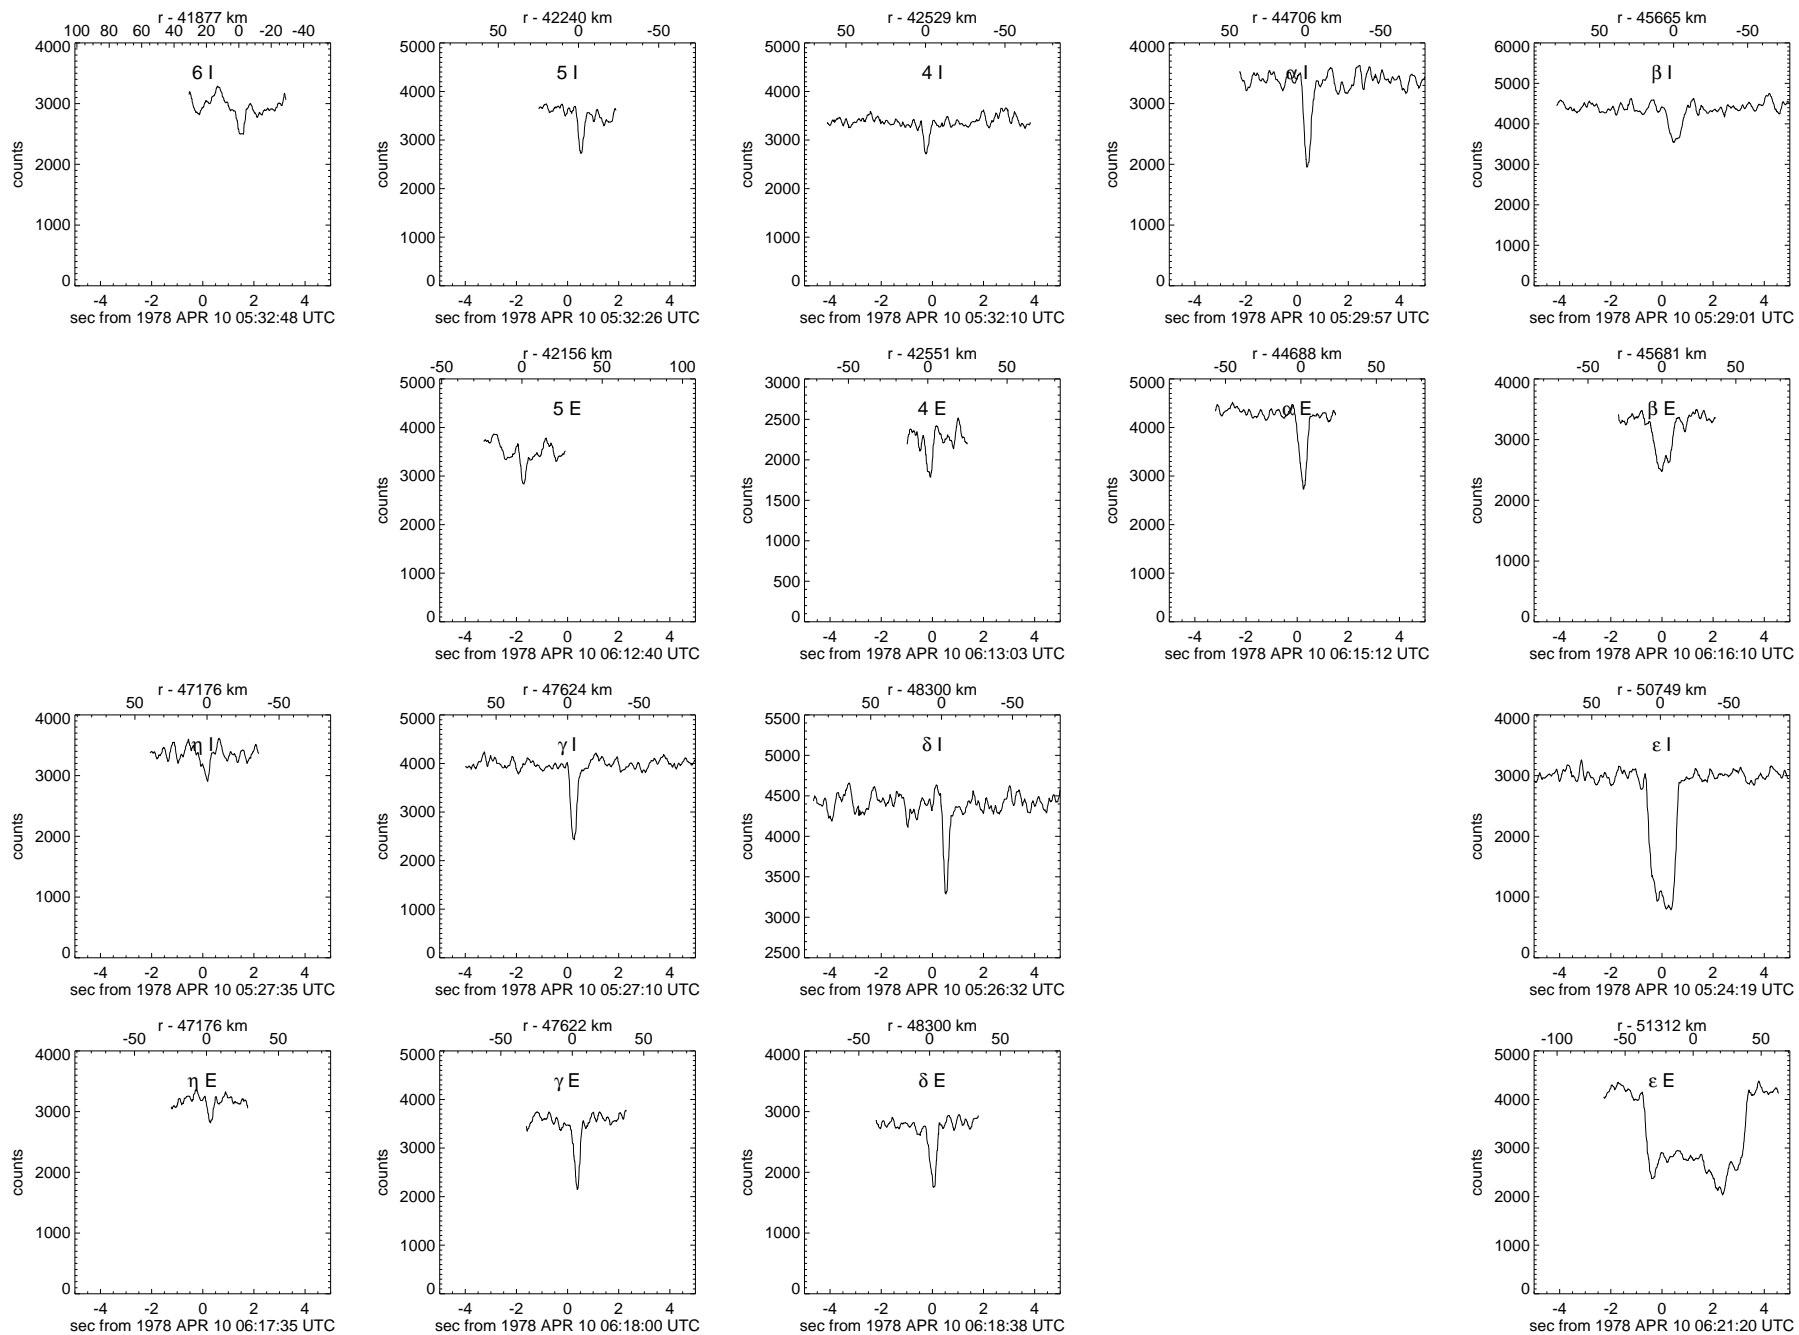 r - 41877 km
100 80 60 40 20 0 -20 -40
6 I
4000
3000
2000
1000
0
counts
-4 -2 0 2 4
sec from 1978 APR 10 05:32:48 UTC
r - 42240 km
50 0 -50
5 I
5000
4000
3000
2000
1000
0
counts
-4 -2 0 2 4
sec from 1978 APR 10 05:32:26 UTC
r - 42529 km
50 0 -50
4 I
5000
4000
3000
2000
1000
0
counts
-4 -2 0 2 4
sec from 1978 APR 10 05:32:10 UTC
r - 44706 km
50 0 -50
α I
4000
3000
2000
1000
0
counts
-4 -2 0 2 4
sec from 1978 APR 10 05:29:57 UTC
r - 45665 km
50 0 -50
β I
6000
5000
4000
3000
2000
1000
0
counts
-4 -2 0 2 4
sec from 1978 APR 10 05:29:01 UTC
r - 42156 km
-50 0 50 100
5 E
5000
4000
3000
2000
1000
0
counts
-4 -2 0 2 4
sec from 1978 APR 10 06:12:40 UTC
r - 42551 km
-50 0 50
4 E
3000
2500
2000
1500
1000
500
0
counts
-4 -2 0 2 4
sec from 1978 APR 10 06:13:03 UTC
r - 44688 km
-50 0 50
α E
5000
4000
3000
2000
1000
0
counts
-4 -2 0 2 4
sec from 1978 APR 10 06:15:12 UTC
r - 45681 km
-50 0 50
β E
4000
3000
2000
1000
0
counts
-4 -2 0 2 4
sec from 1978 APR 10 06:16:10 UTC
r - 47176 km
50 0 -50
η I
4000
3000
2000
1000
0
counts
-4 -2 0 2 4
sec from 1978 APR 10 05:27:35 UTC
r - 47624 km
50 0 -50
γ I
5000
4000
3000
2000
1000
0
counts
-4 -2 0 2 4
sec from 1978 APR 10 05:27:10 UTC
r - 48300 km
50 0 -50
δ I
5500
5000
4500
4000
3500
3000
2500
counts
-4 -2 0 2 4
sec from 1978 APR 10 05:26:32 UTC
r - 50749 km
50 0 -50
ε I
4000
3000
2000
1000
0
counts
-4 -2 0 2 4
sec from 1978 APR 10 05:24:19 UTC
r - 47176 km
-50 0 50
η E
4000
3000
2000
1000
0
counts
-4 -2 0 2 4
sec from 1978 APR 10 06:17:35 UTC
r - 47622 km
-50 0 50
γ E
5000
4000
3000
2000
1000
0
counts
-4 -2 0 2 4
sec from 1978 APR 10 06:18:00 UTC
r - 48300 km
-50 0 50
δ E
4000
3000
2000
1000
0
counts
-4 -2 0 2 4
sec from 1978 APR 10 06:18:38 UTC
r - 51312 km
-100 -50 0 50
ε E
5000
4000
3000
2000
1000
0
counts
-4 -2 0 2 4
sec from 1978 APR 10 06:21:20 UTC